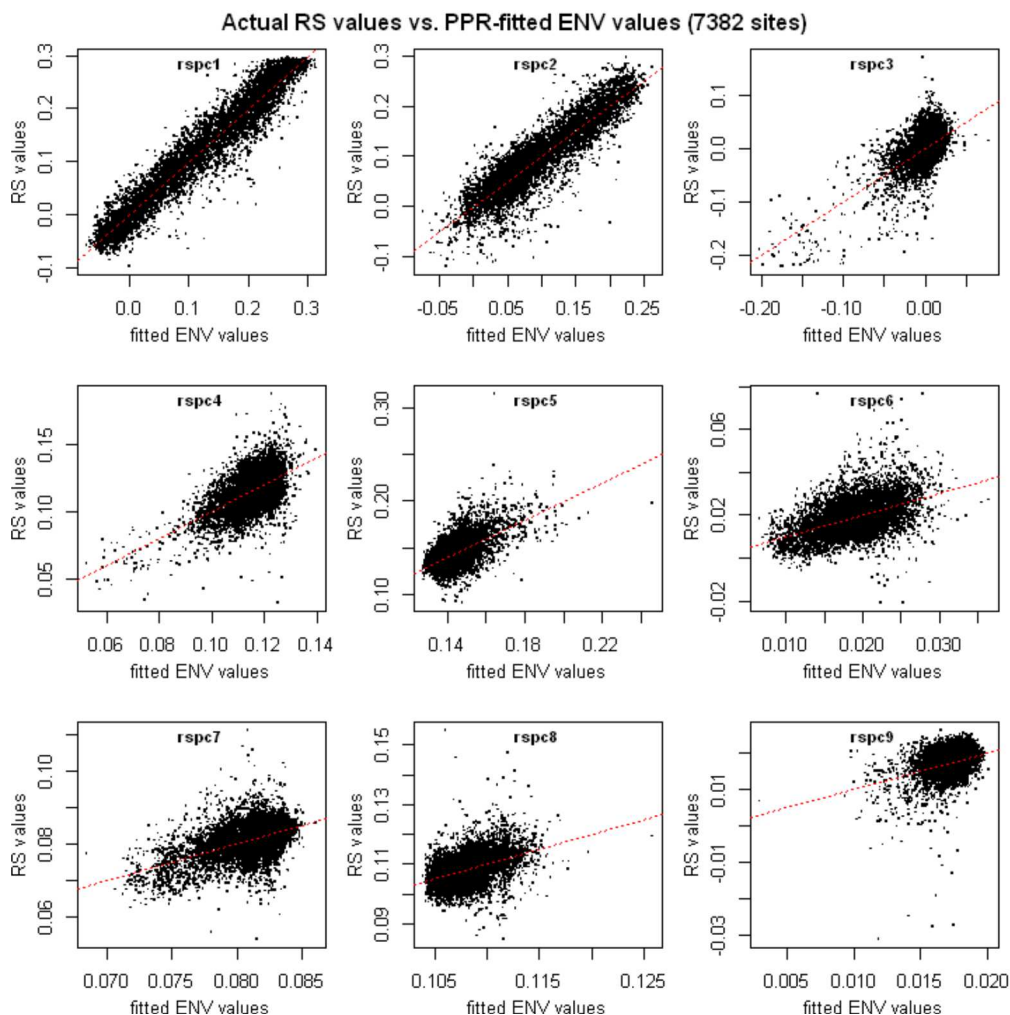 Actual RS values vs. PPR-fitted ENV values (7382 sites)
rspc1
RS values
-0.1 0.0 0.1 0.2 0.3
0.0 0.1 0.2 0.3
fitted ENV values
rspc2
RS values
-0.1 0.0 0.1 0.2 0.3
-0.05 0.05 0.15 0.25
fitted ENV values
rspc3
RS values
-0.2 -0.1 0.0 0.1
-0.20 -0.10 0.00
fitted ENV values
rspc4
RS values
0.05 0.10 0.15
0.06 0.08 0.10 0.12 0.14
fitted ENV values
rspc5
RS values
0.10 0.20 0.30
0.14 0.18 0.22
fitted ENV values
rspc6
RS values
-0.02 0.02 0.06
0.010 0.020 0.030
fitted ENV values
rspc7
RS values
0.06 0.08 0.10
0.070 0.075 0.080 0.085
fitted ENV values
rspc8
RS values
0.09 0.11 0.13 0.15
0.105 0.115 0.125
fitted ENV values
rspc9
RS values
-0.03 -0.01 0.01
0.005 0.010 0.015 0.020
fitted ENV values